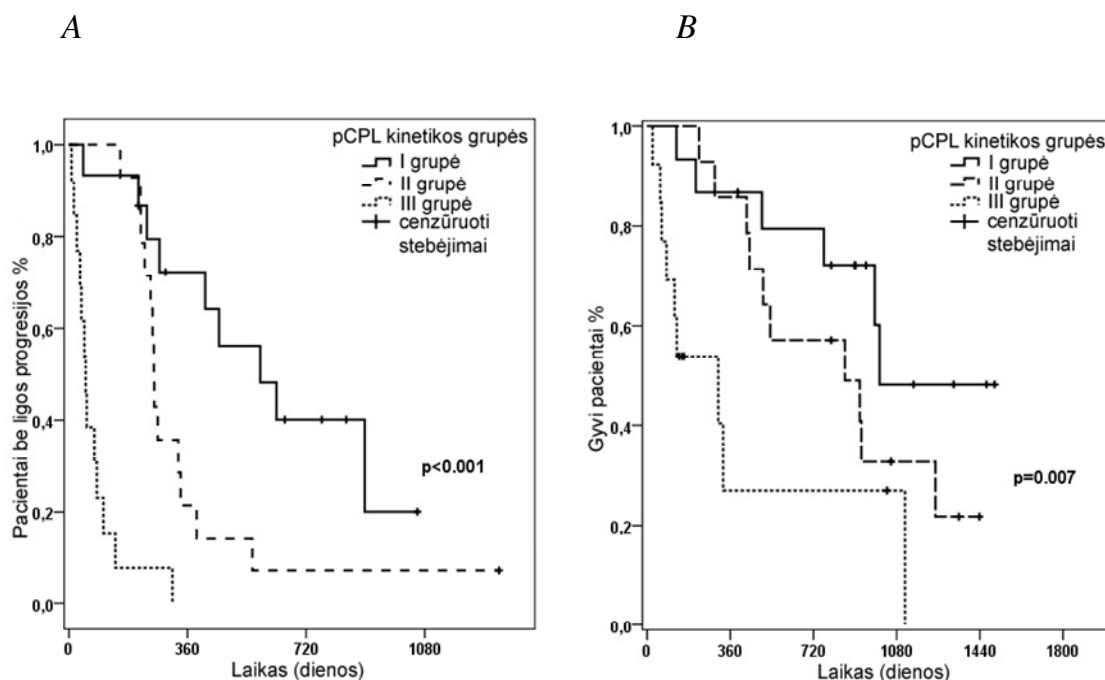 A
B
pCPL kinetikos grupės
I grupė
II grupė
III grupė
cenzūruoti
stebėjimai
Pacientai be ligos progresijos %
1,0
0,8
0,6
0,4
0,2
0,0
p<0.001
0
360
720
1080
Laikas (dienos)
pCPL kinetikos grupės
I grupė
II grupė
III grupė
cenzūruoti
stebėjimai
Gyvi pacientai %
1,0
0,8
0,6
0,4
0,2
0,0
p=0.007
0
360
720
1080
1440
1800
Laikas (dienos)